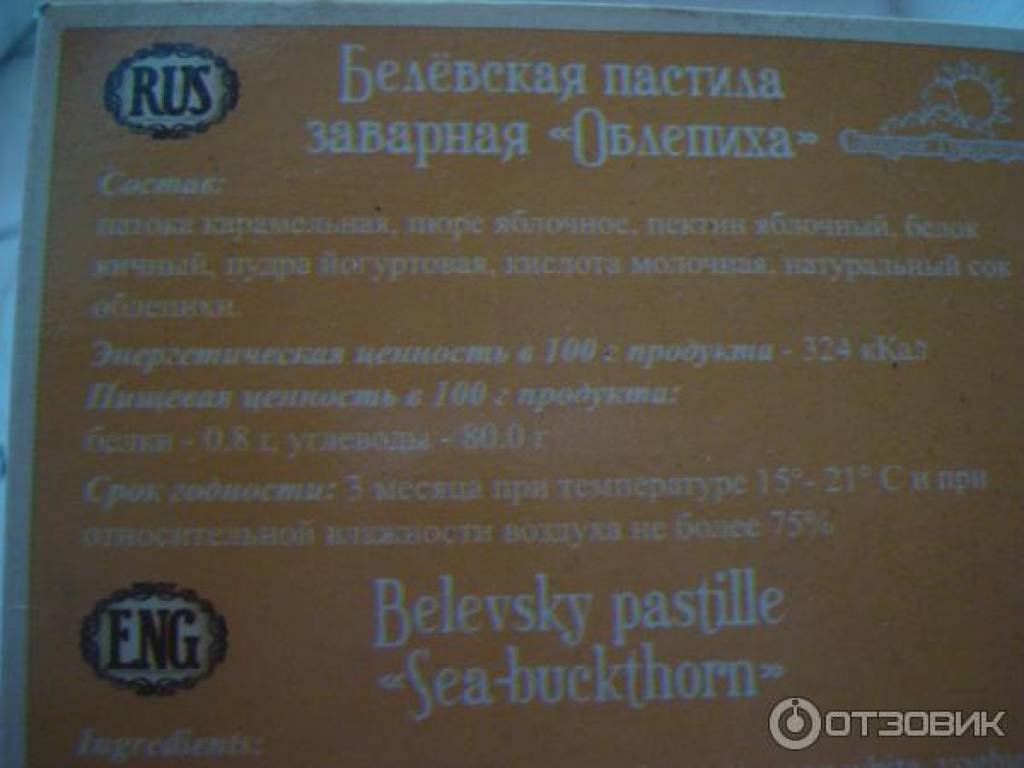 RUS
Белёвская пастила
заварная «Облепиха»
Состав:
патока карамельная, пюре яблочное, пектин яблочный, белок
яичный, пудра йогуртовая, кислота молочная, натуральный сок
облепихи.
Энергетическая ценность в 100 г продукта - 324 кКал
Пищевая ценность в 100 г продукта:
белки - 0.8 г, углеводы - 80.0 г
Срок годности: 3 месяца при температуре 15°- 21° С и при
относительной влажности воздуха не более 75%
ENG
Belevsky pastille
«Sea-buckthorn»
Ingredients:
ОТЗОВИК